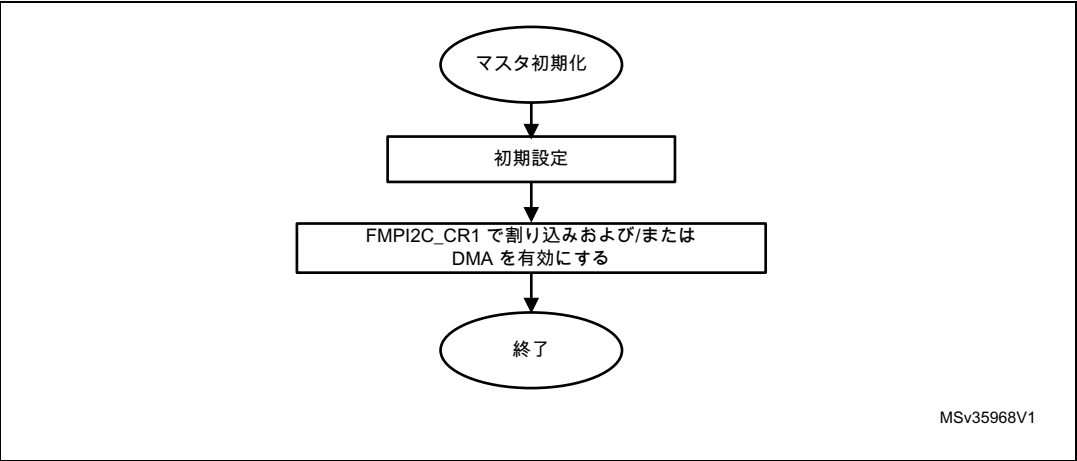 マスタ初期化
初期設定
FMPI2C_CR1 で割り込みおよび/または
DMA を有効にする
終了
MSv35968V1